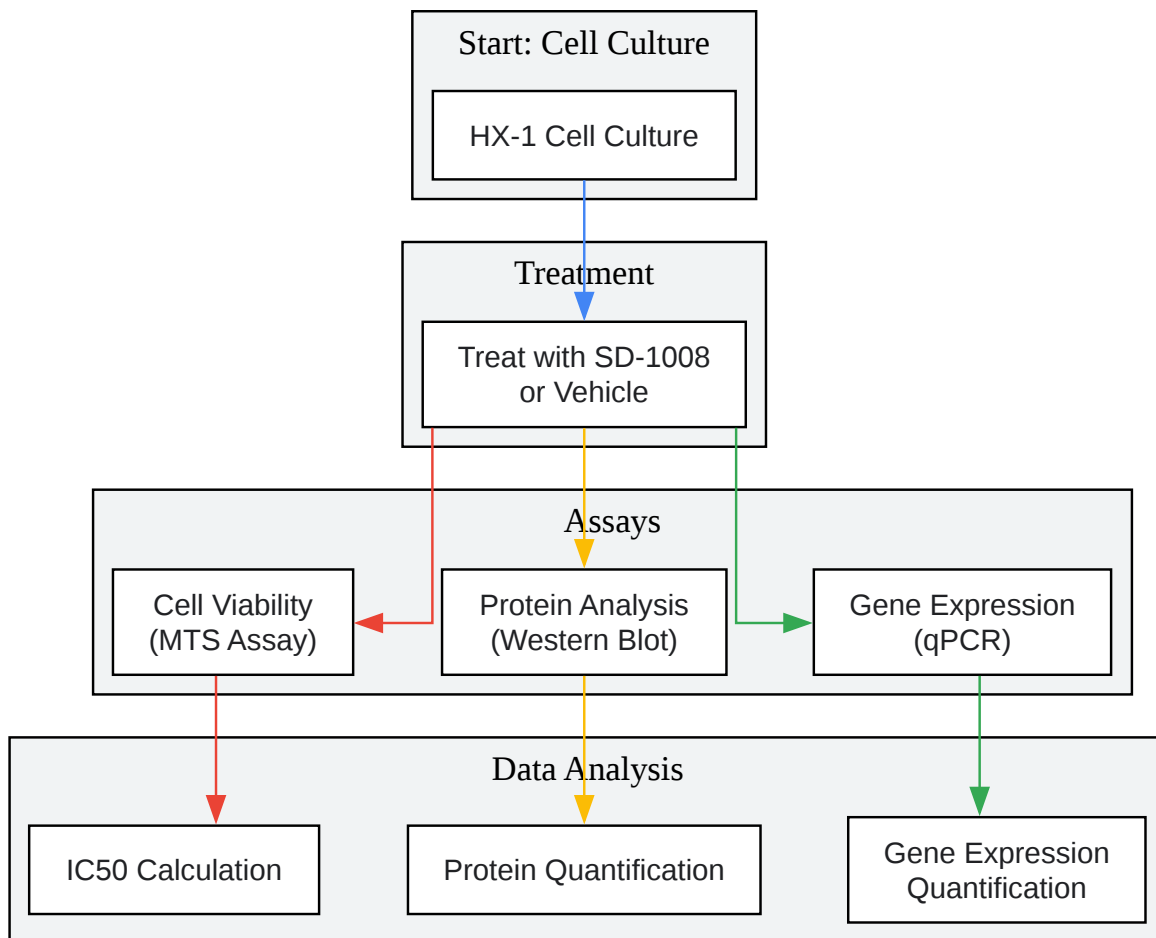 Start: Cell Culture
HX-1 Cell Culture
Treatment
Treat with SD-1008
or Vehicle
Assays
Cell Viability
(MTS Assay)
Protein Analysis
(Western Blot)
Gene Expression
(qPCR)
Data Analysis
IC50 Calculation
Protein Quantification
Gene Expression
Quantification